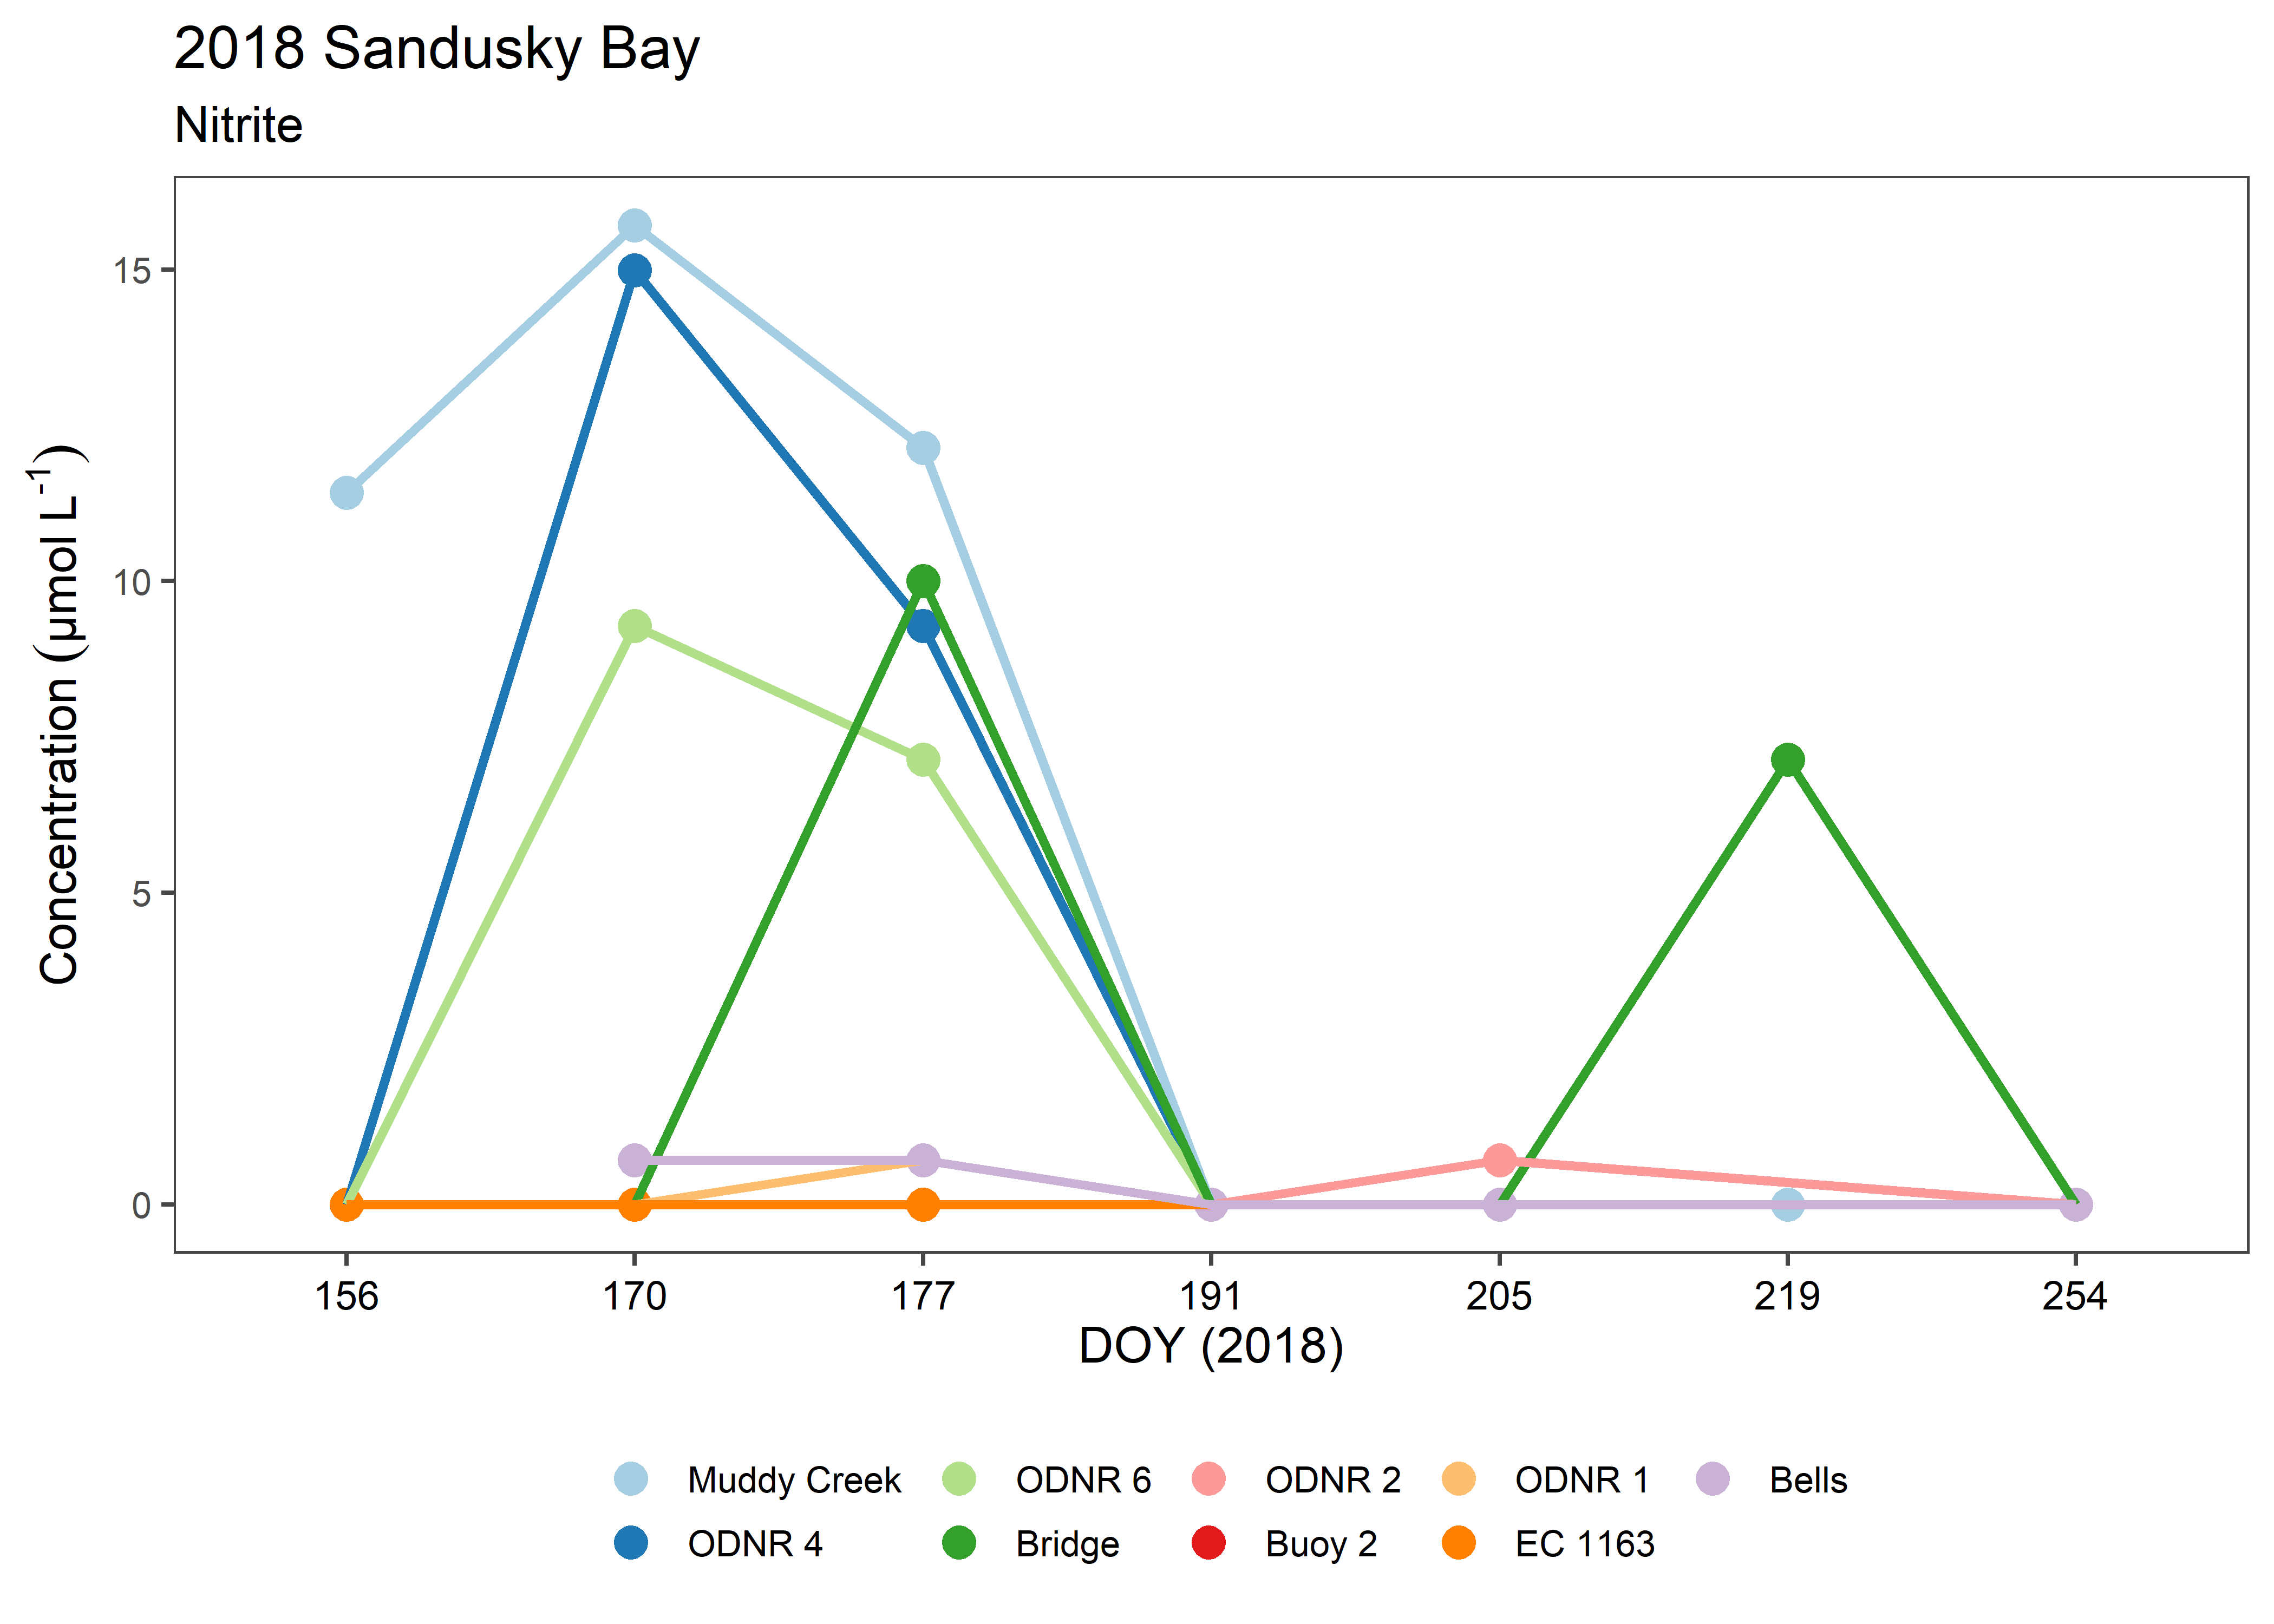 2018 Sandusky Bay
Nitrite
Concentration (µmol L⁻¹)
15
10
5
0
156 170 177 191 205 219 254
DOY (2018)
Muddy Creek ODNR 6 ODNR 2 ODNR 1 Bells
ODNR 4 Bridge Buoy 2 EC 1163